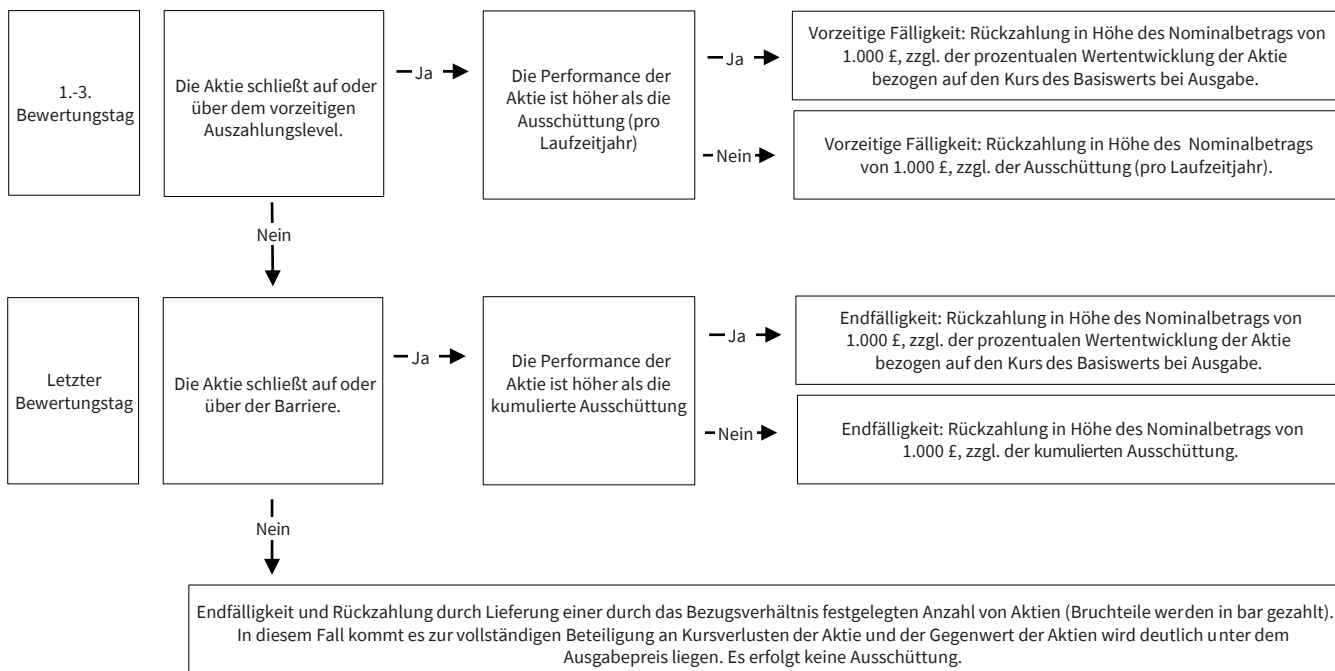 1.-3.
Bewertungstag
Die Aktie schließt auf oder
über dem vorzeitigen
Auszahlungslevel.
Ja
Die Performance der
Aktie ist höher als die
Ausschüttung (pro
Laufzeitjahr)
Ja
Vorzeitige Fälligkeit: Rückzahlung in Höhe des Nominalbetrags von
1.000 £, zzgl. der prozentualen Wertentwicklung der Aktie
bezogen auf den Kurs des Basiswerts bei Ausgabe.
Nein
Vorzeitige Fälligkeit: Rückzahlung in Höhe des Nominalbetrags
von 1.000 £, zzgl. der Ausschüttung (pro Laufzeitjahr).
Nein
Letzter
Bewertungstag
Die Aktie schließt auf oder
über der Barriere.
Ja
Die Performance der
Aktie ist höher als die
kumulierte Ausschüttung
Ja
Endfälligkeit: Rückzahlung in Höhe des Nominalbetrags von
1.000 £, zzgl. der prozentualen Wertentwicklung der Aktie
bezogen auf den Kurs des Basiswerts bei Ausgabe.
Nein
Endfälligkeit: Rückzahlung in Höhe des Nominalbetrags von
1.000 £, zzgl. der kumulierten Ausschüttung.
Nein
Endfälligkeit und Rückzahlung durch Lieferung einer durch das Bezugsverhältnis festgelegten Anzahl von Aktien (Bruchteile werden in bar gezahlt).
In diesem Fall kommt es zur vollständigen Beteiligung an Kursverlusten der Aktie und der Gegenwert der Aktien wird deutlich unter dem
Ausgabepreis liegen. Es erfolgt keine Ausschüttung.